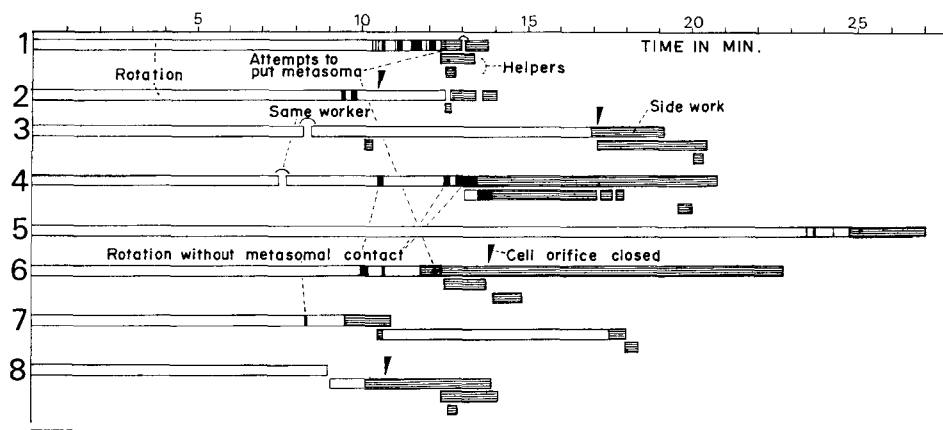 5 10 15 20 25
1
TIME IN MIN.
Attempts to
put metasoma
Helpers
Rotation
2
Same worker
Side work
3
4
5
Rotation without metasomal contact
Cell orifice closed
6
7
8